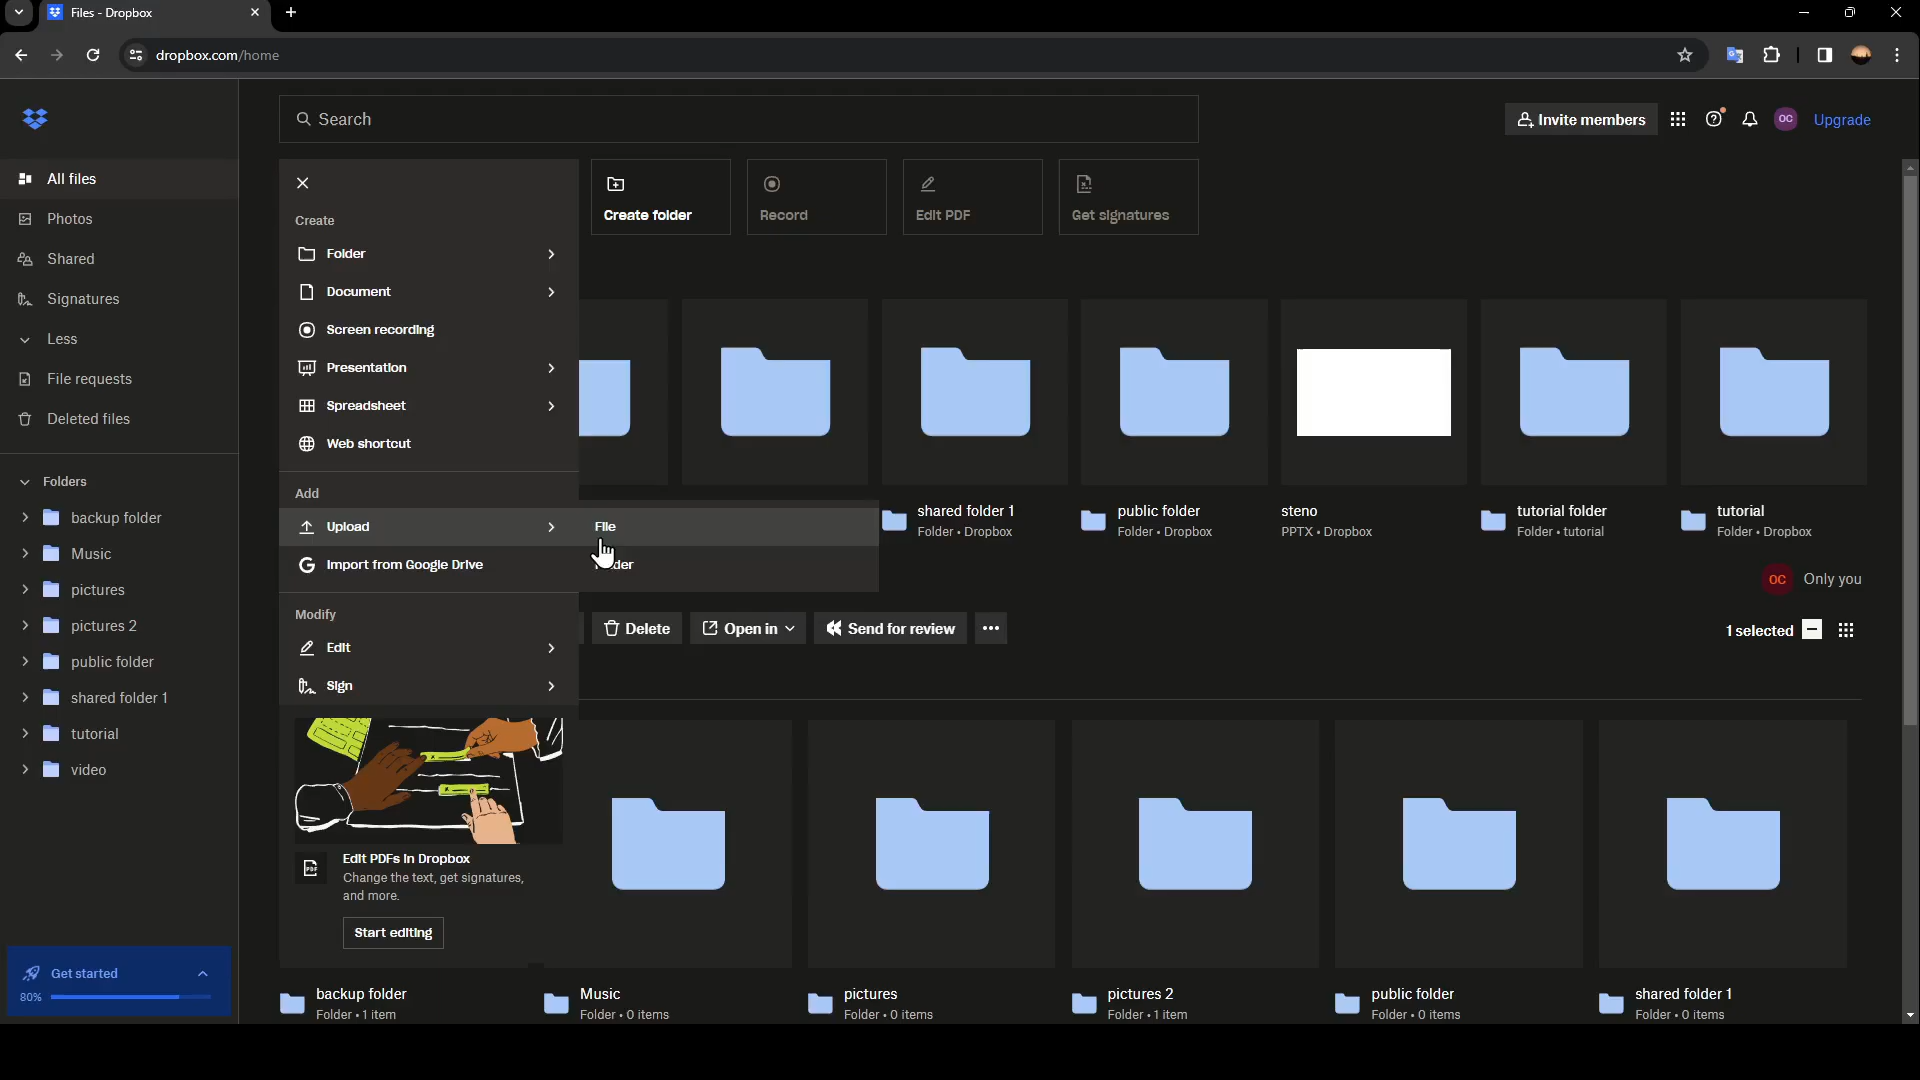 Files - Dropbox
dropbox.com/home
Search
Invite members
OC
Upgrade
All files
Photos
Shared
Signatures
Less
File requests
Deleted files
Folders
backup folder
Music
pictures
pictures 2
public folder
shared folder 1
tutorial
video
Get started
80%
Create
Folder
Document
Screen recording
Presentation
Spreadsheet
Web shortcut
Add
Upload
File
Import from Google Drive
Modify
Edit
Sign
Edit PDFs in Dropbox
Change the text, get signatures,
and more.
PDF
Start editing
Create folder
Record
Edit PDF
Get signatures
shared folder 1
Folder • Dropbox
public folder
Folder • Dropbox
steno
PPTX • Dropbox
tutorial folder
Folder • tutorial
tutorial
Folder • Dropbox
OC
Only you
Delete
Open in
Send for review
1 selected
backup folder
Folder • 1 item
Music
Folder • 0 items
pictures
Folder • 0 items
pictures 2
Folder • 1 item
public folder
Folder • 0 items
shared folder 1
Folder • 0 items